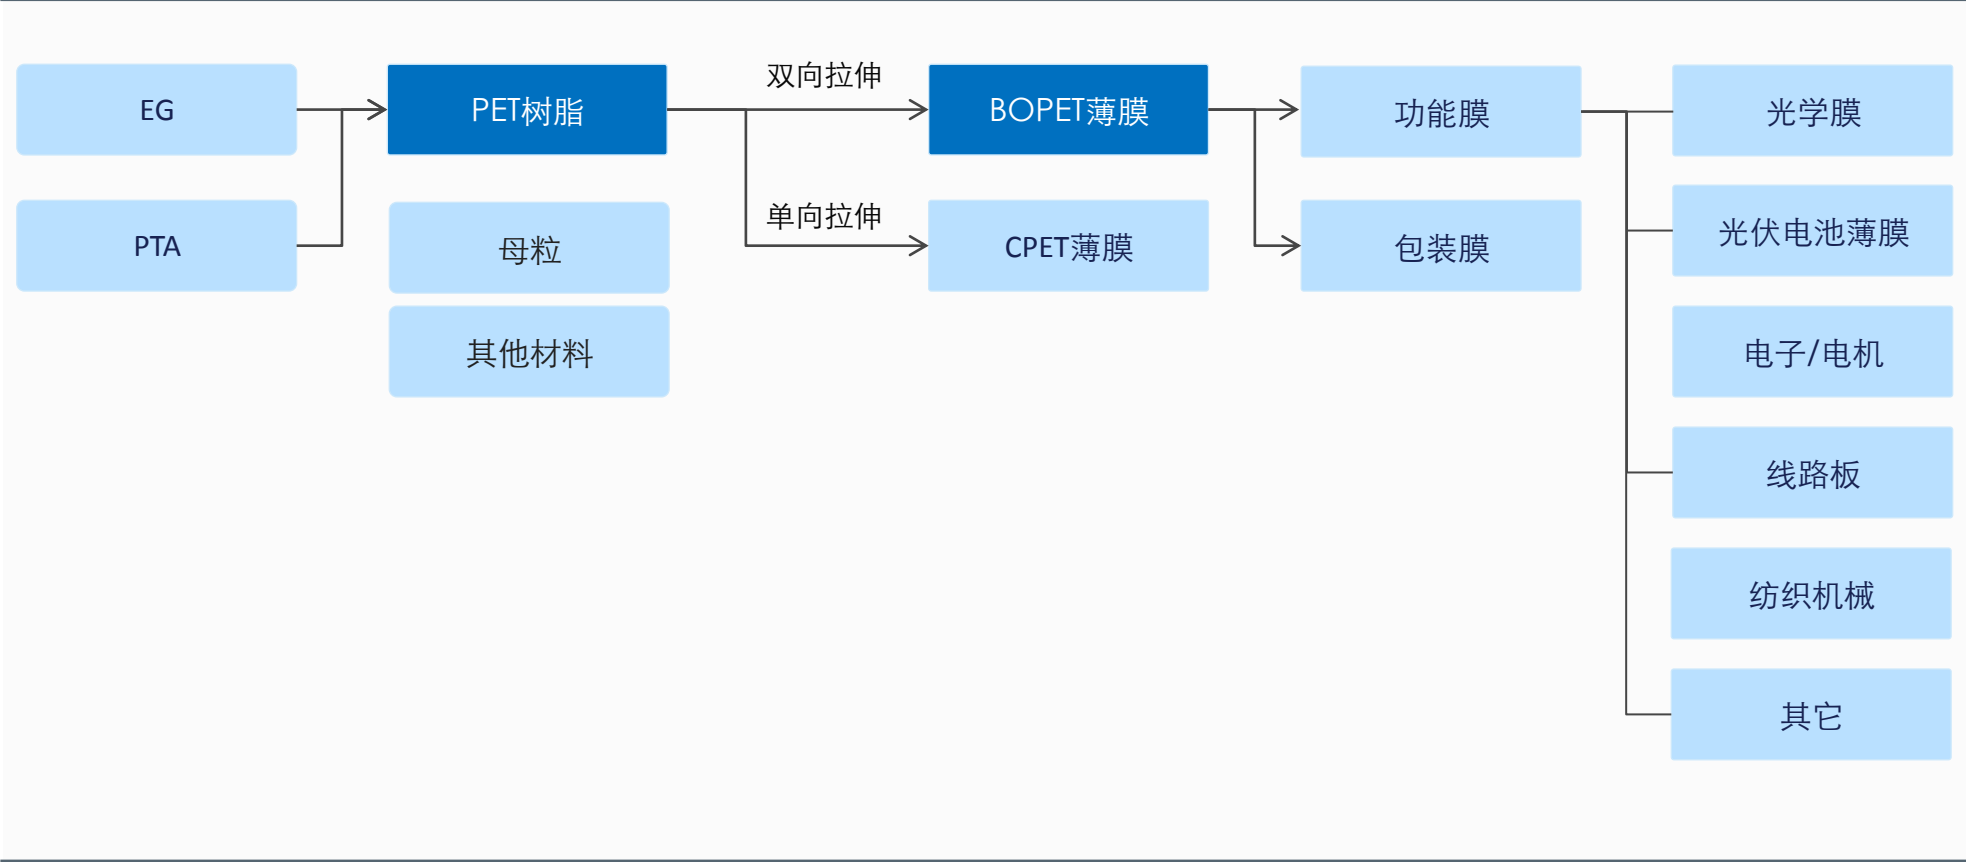 EG
PTA
PET树脂
母粒
其他材料
双向拉伸
单向拉伸
BOPET薄膜
CPET薄膜
功能膜
包装膜
光学膜
光伏电池薄膜
电子/电机
线路板
纺织机械
其它